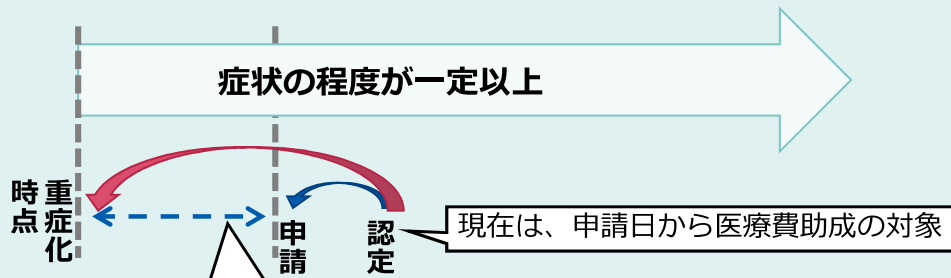 症状の程度が一定以上
重症化
時点
申請
認定
現在は、申請日から医療費助成の対象